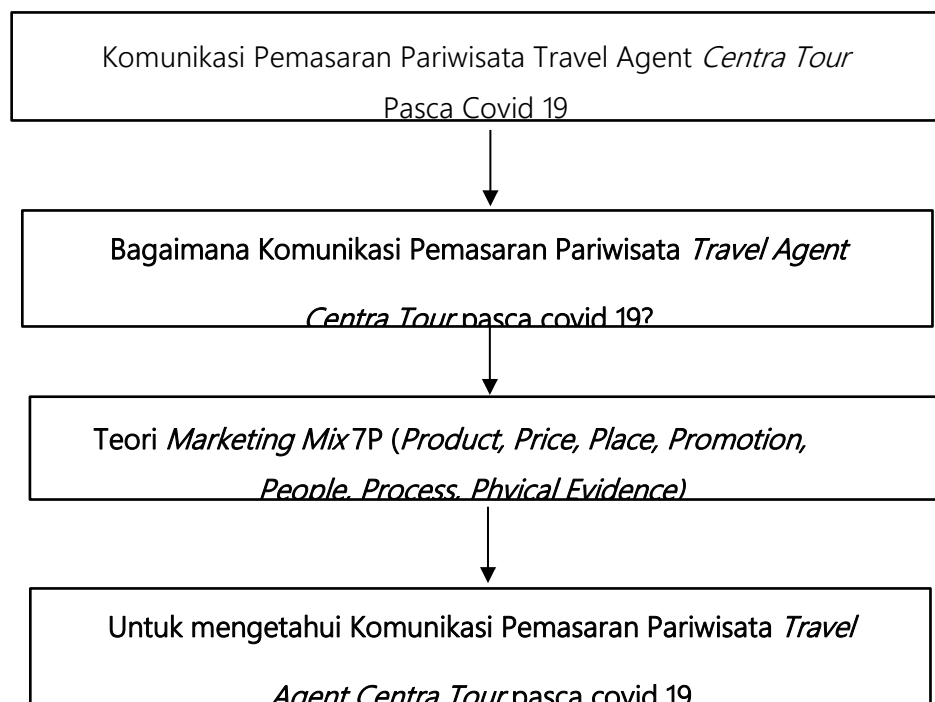 Komunikasi Pemasaran Pariwisata Travel Agent Centra Tour
Pasca Covid 19
Bagaimana Komunikasi Pemasaran Pariwisata Travel Agent
Centra Tour pasca covid 19?
Teori Marketing Mix 7P (Product, Price, Place, Promotion,
People, Process, Phyical Evidence)
Untuk mengetahui Komunikasi Pemasaran Pariwisata Travel
Agent Centra Tour pasca covid 19